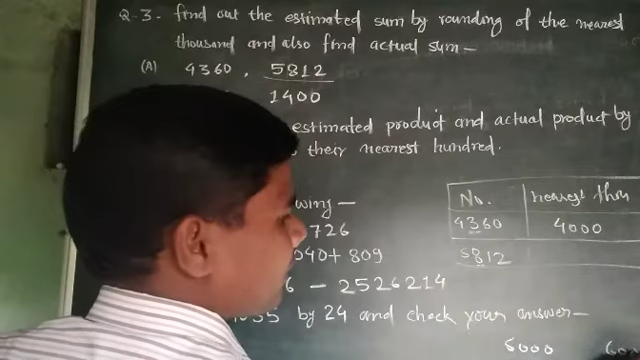 Q-3- find out the estimated sum by rounding of the nearest
thousand and also find actual sum-
(A) 4360, 5812
1400
estimated product and actual product by
their nearest hundred.
wing-
726
040+ 809
6 - 2526214
by 24 and check your answer-
No. nearest thou
4360 4000
5812
5000 600